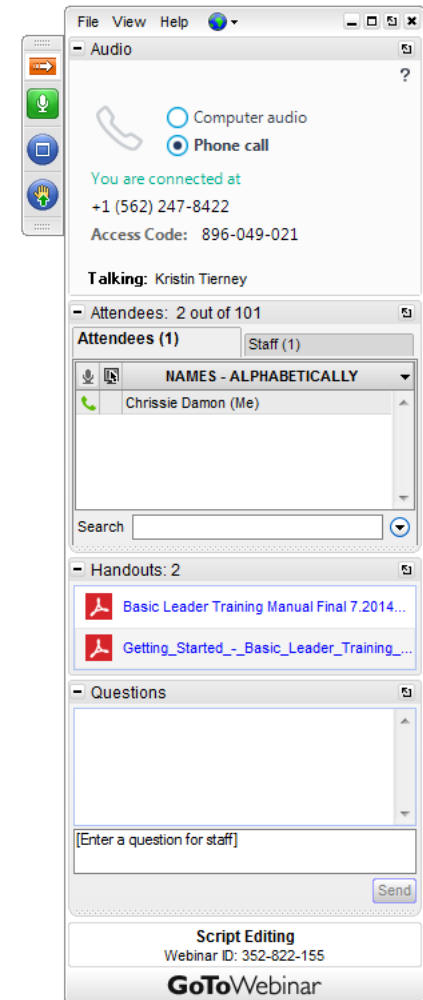 File View Help
Audio
?
Computer audio
Phone call
You are connected at
+1 (562) 247-8422
Access Code: 896-049-021
Talking: Kristin Tierney
Attendees: 2 out of 101
Attendees (1) Staff (1)
NAMES - ALPHABETICALLY
Chrissie Damon (Me)
Search
Handouts: 2
Basic Leader Training Manual Final 7.2014...
Getting_Started_-_Basic_Leader_Training_...
Questions
[Enter a question for staff]
Send
Script Editing
Webinar ID: 352-822-155
GoToWebinar